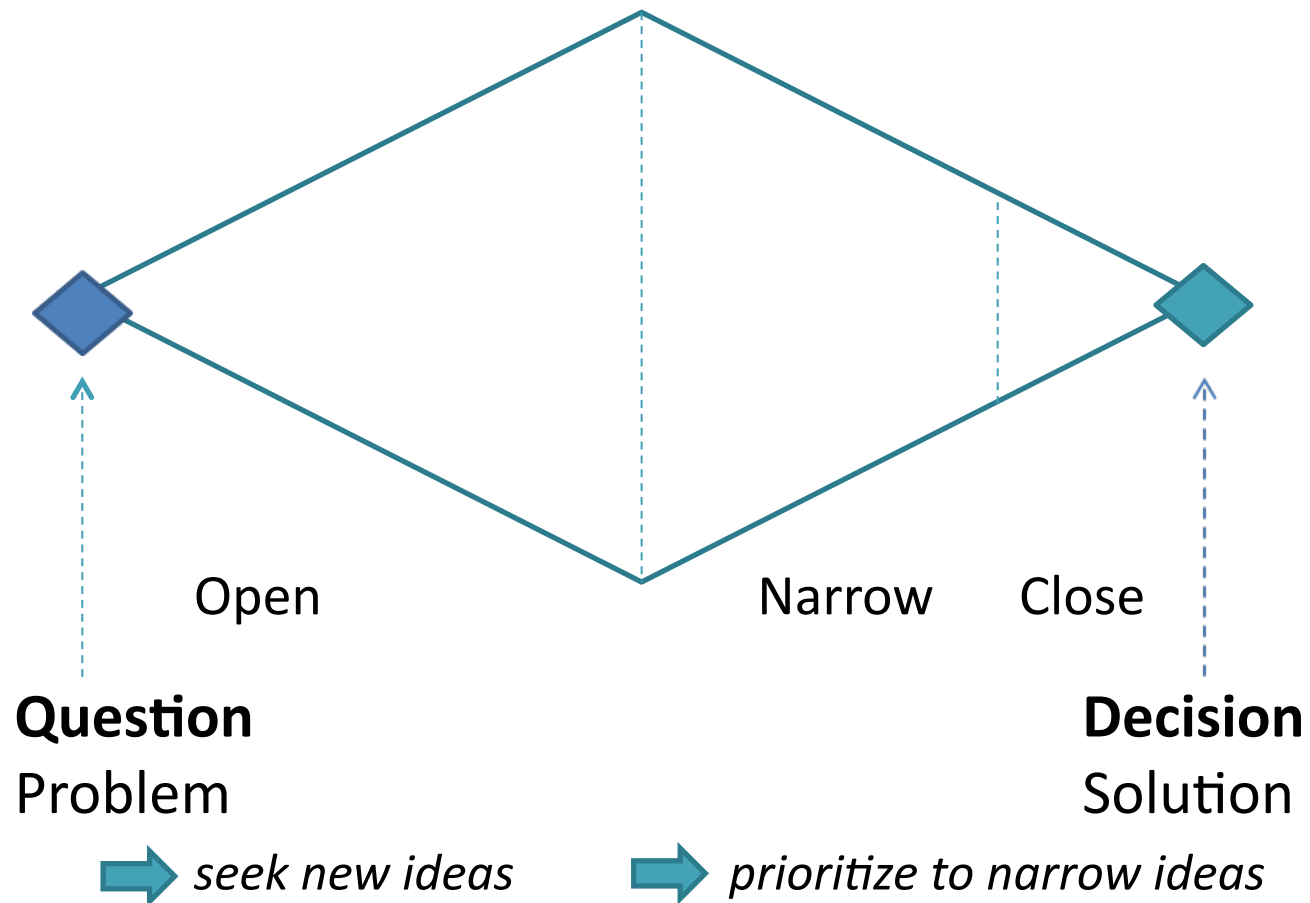 Open
Narrow
Close
Question
Problem
Decision
Solution
seek new ideas
prioritize to narrow ideas